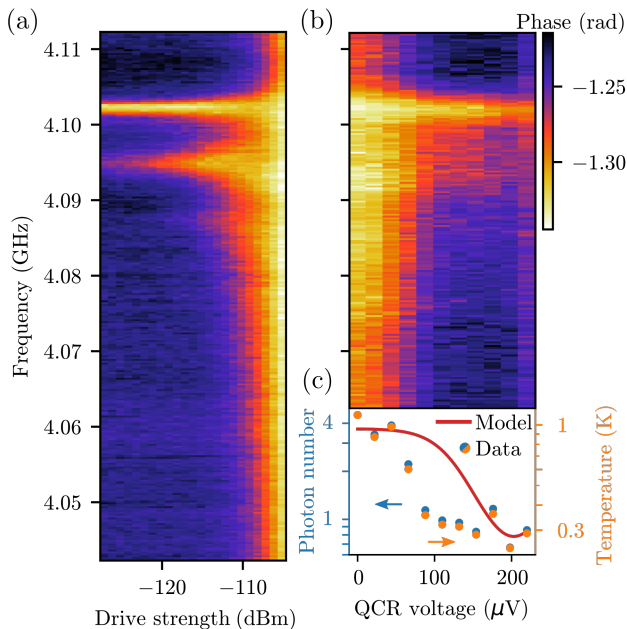 (a)
(b)
Phase (rad)
4.11
4.10
4.09
4.08
4.07
4.06
4.05
Frequency (GHz)
−120
−110
Drive strength (dBm)
−1.25
−1.30
(c)
4
1
Photon number
Model
Data
1
0.3
Temperature (K)
0
100
200
QCR voltage (μV)